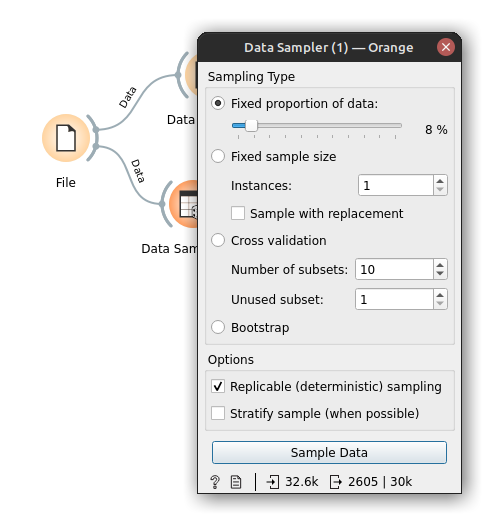 Data Sampler (1) — Orange
Sampling Type
Fixed proportion of data:
8 %
Fixed sample size
Instances: 1
Sample with replacement
Cross validation
Number of subsets: 10
Unused subset: 1
Bootstrap
Options
Replicable (deterministic) sampling
Stratify sample (when possible)
Sample Data
? 32.6k 2605 | 30k
File
Data
Data
Data
Data Sam